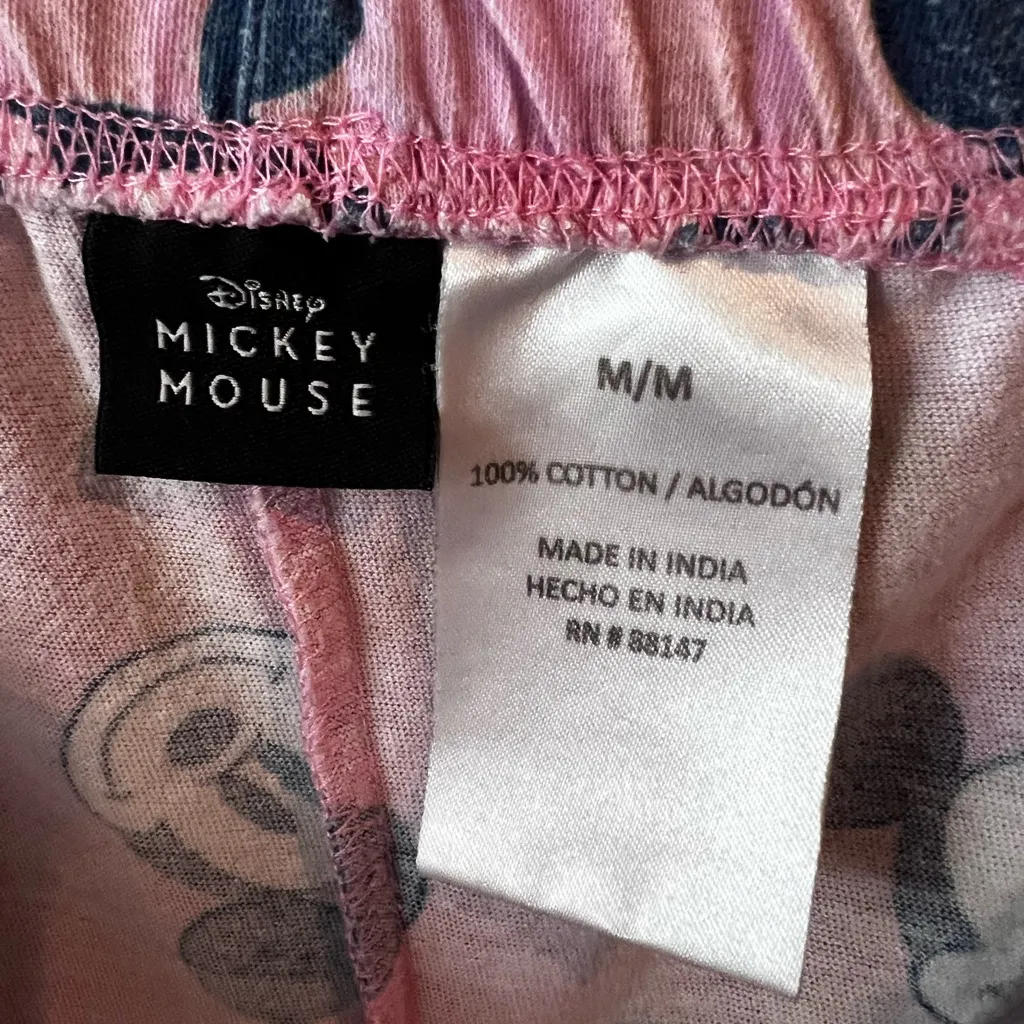 Disney
MICKEY
MOUSE
M/M
100% COTTON / ALGODÓN
MADE IN INDIA
HECHO EN INDIA
RN # 88147